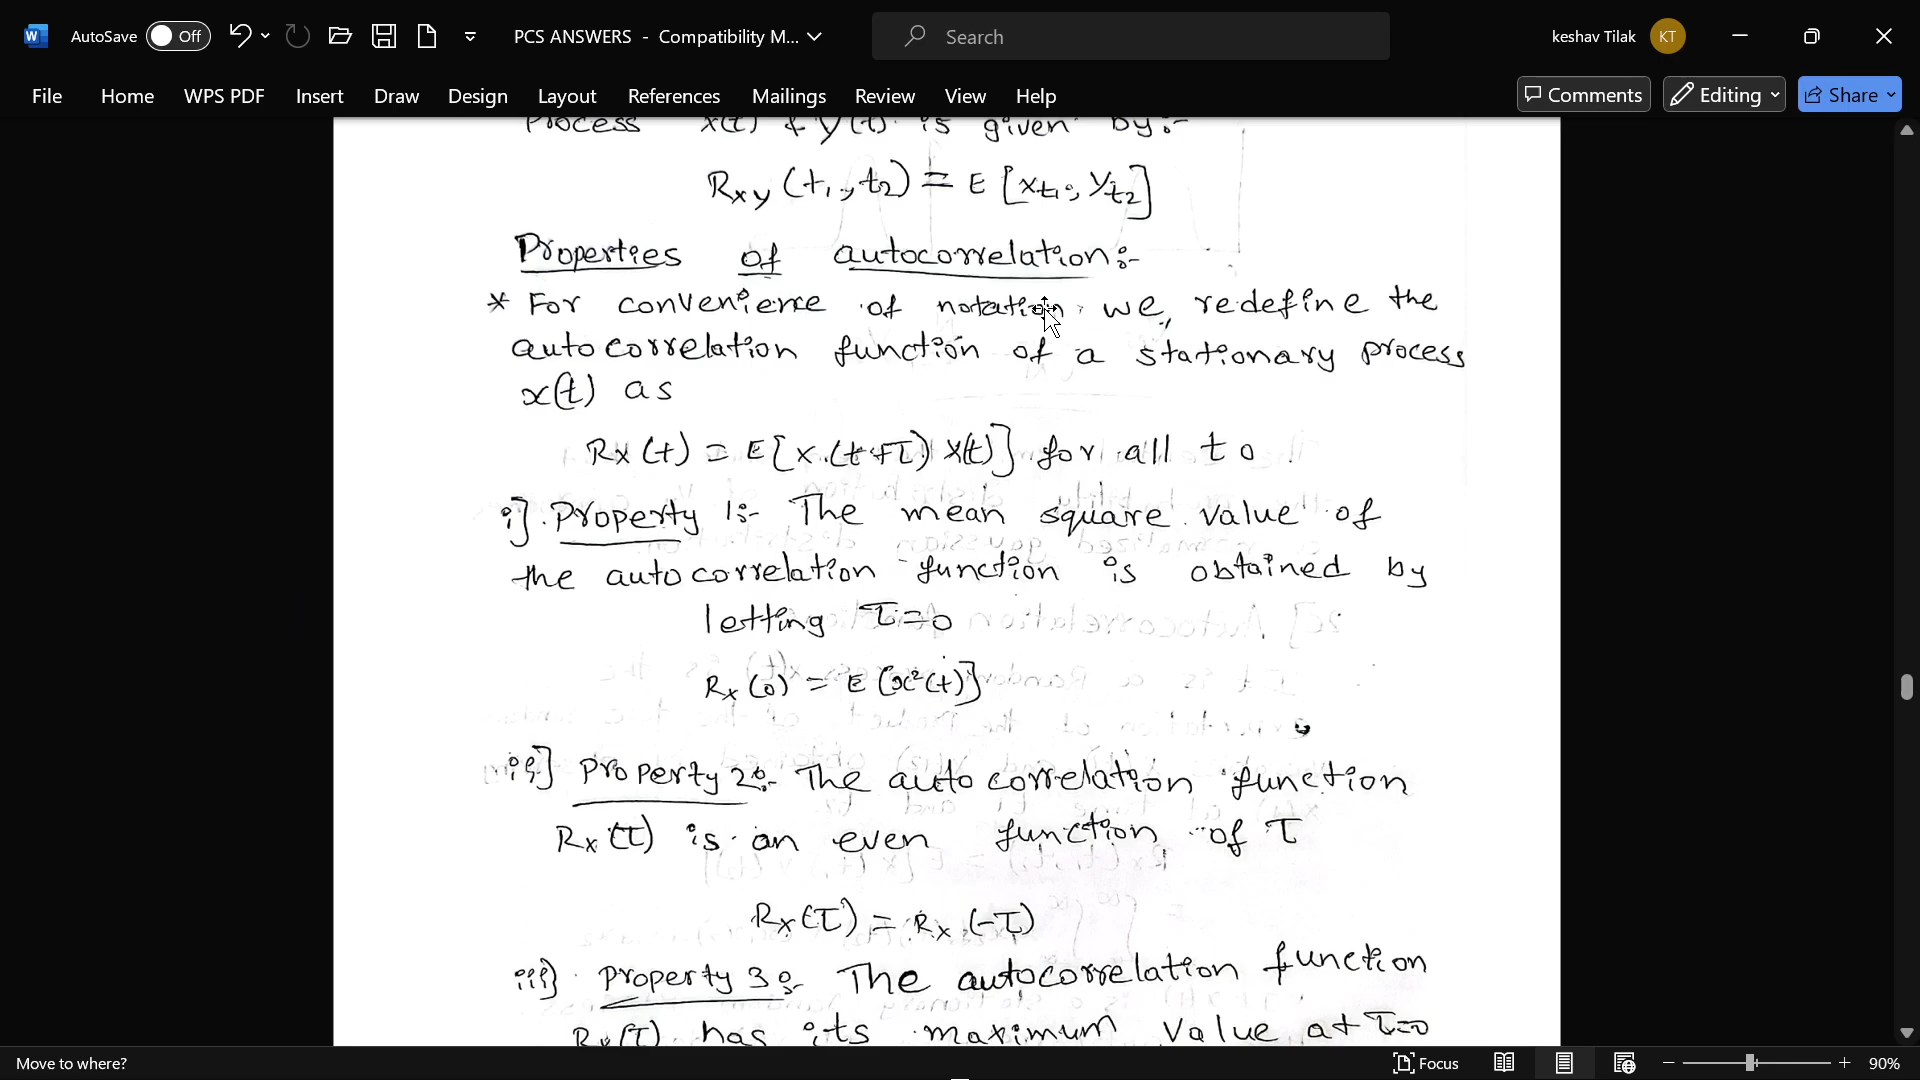 AutoSave Off PCS ANSWERS - Compatibility M... Search keshav Tilak KT
File Home WPS PDF Insert Draw Design Layout References Mailings Review View Help Comments Editing Share
Process x(t) & Y(t) is given by:-
Rxy (t1, t2) = E [xt1, Yt2]
Properties of autocorrelation:-
* For convenience of notation we, redefine the
autocorrelation function of a stationary process
x(t) as
Rx (t) = E[x.(t+τ) x(t)] for all to
i]. Property 1:- The mean square value of
the autocorrelation function is obtained by
letting τ=0
Rx (0) = E [x²(t)]
ii] Property 2:- The autocorrelation function
Rx (τ) is an even function of τ
Rx (τ) = Rx (-τ)
iii] Property 3:- The autocorrelation function
Rx(τ) has its maximum value at τ=0
Move to where? Focus 90%